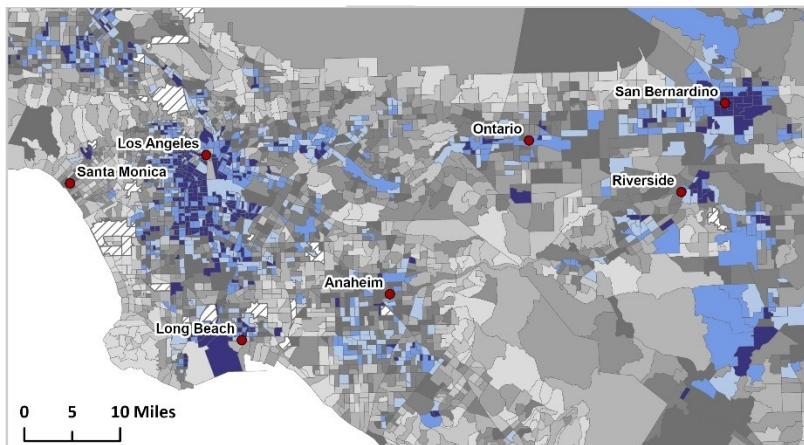 San Bernardino
Ontario
Los Angeles
Santa Monica
Riverside
Anaheim
Long Beach
0 5 10 Miles